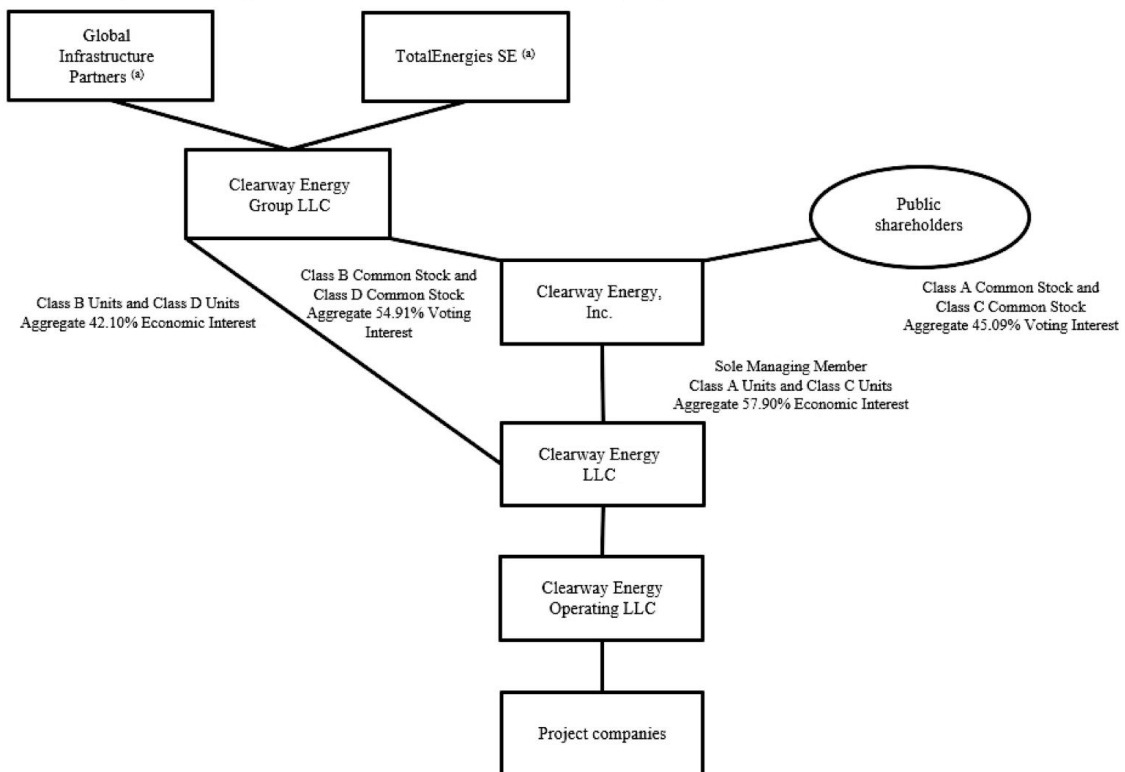 Global
Infrastructure
Partners (a)
TotalEnergies SE (a)
Clearway Energy
Group LLC
Public
shareholders
Class B Units and Class D Units
Aggregate 42.10% Economic Interest
Class B Common Stock and
Class D Common Stock
Aggregate 54.91% Voting
Interest
Clearway Energy,
Inc.
Class A Common Stock and
Class C Common Stock
Aggregate 45.09% Voting Interest
Sole Managing Member
Class A Units and Class C Units
Aggregate 57.90% Economic Interest
Clearway Energy
LLC
Clearway Energy
Operating LLC
Project companies